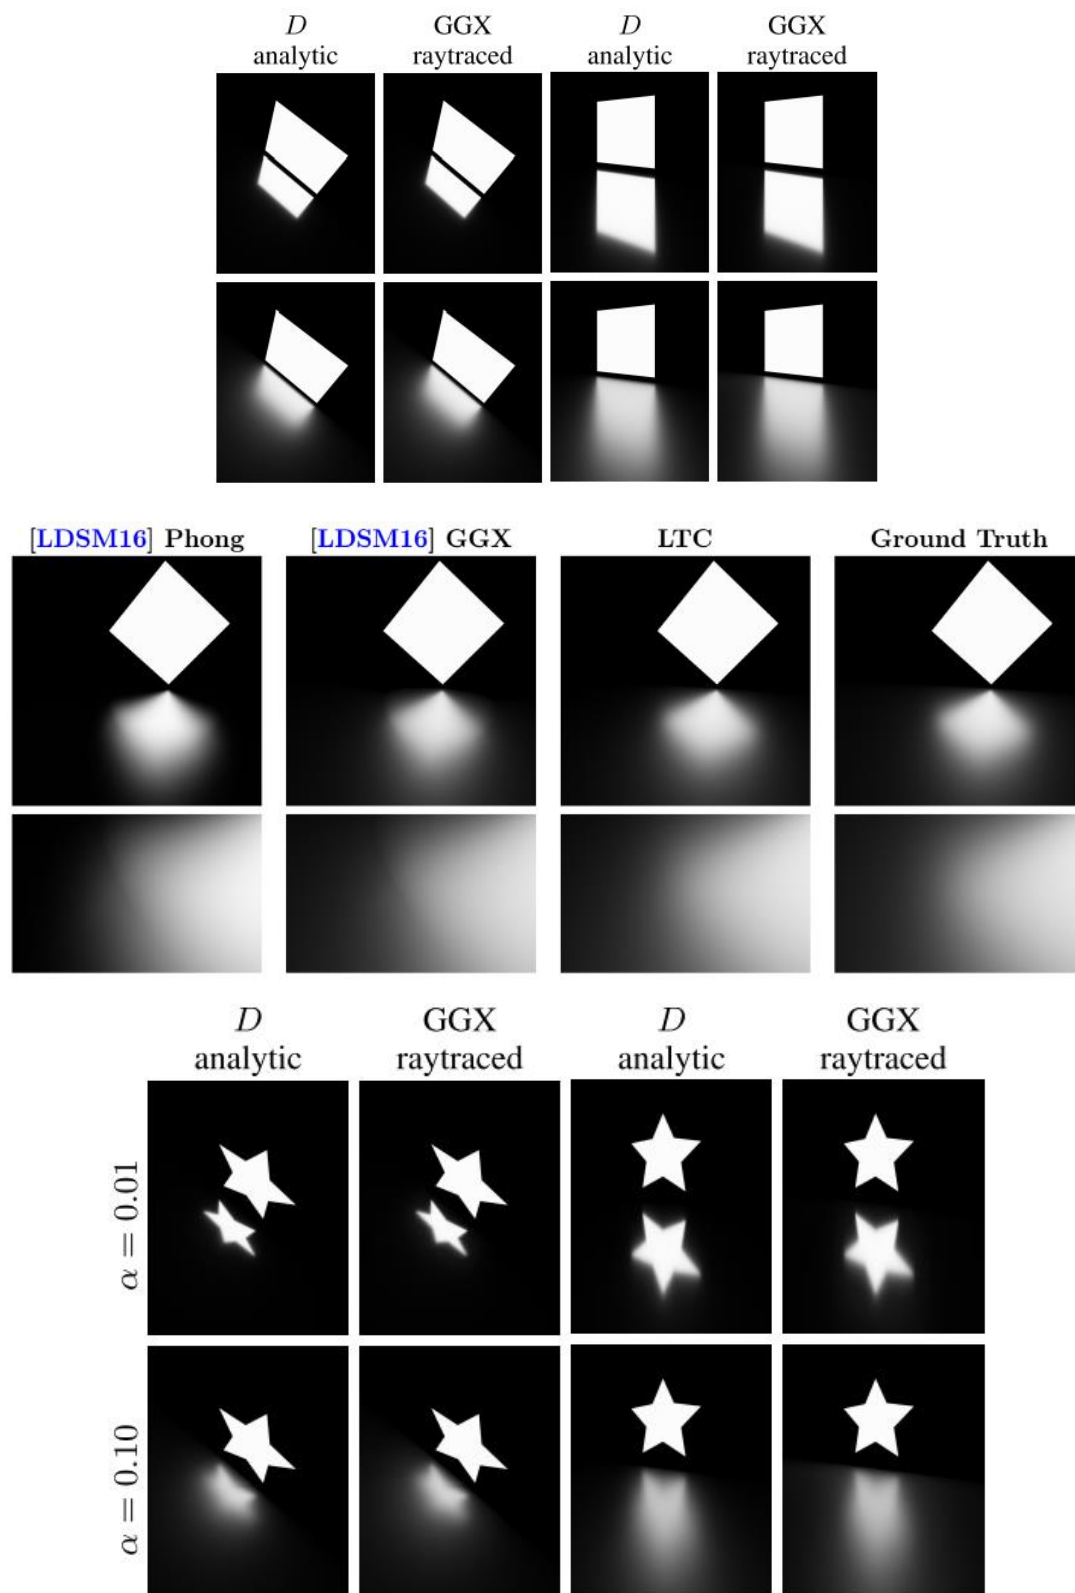 D GGX D GGX
analytic raytraced analytic raytraced
[LDSM16] Phong [LDSM16] GGX LTC Ground Truth
D GGX D GGX
analytic raytraced analytic raytraced
α = 0.01
α = 0.10